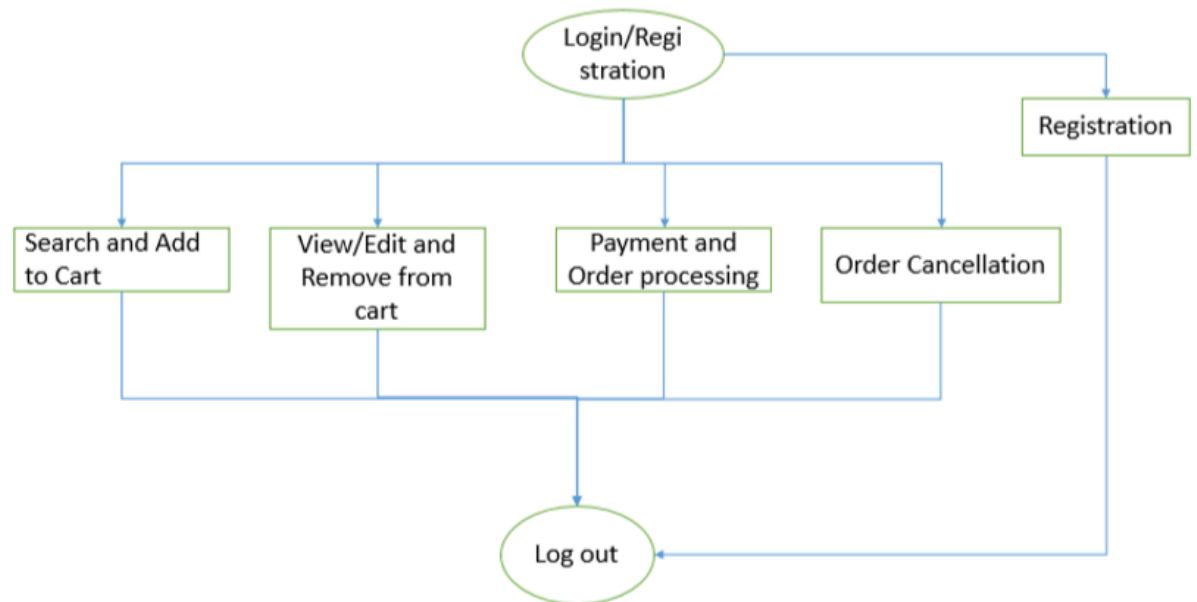 Login/Regi
stration
Registration
Search and Add
to Cart
View/Edit and
Remove from
cart
Payment and
Order processing
Order Cancellation
Log out